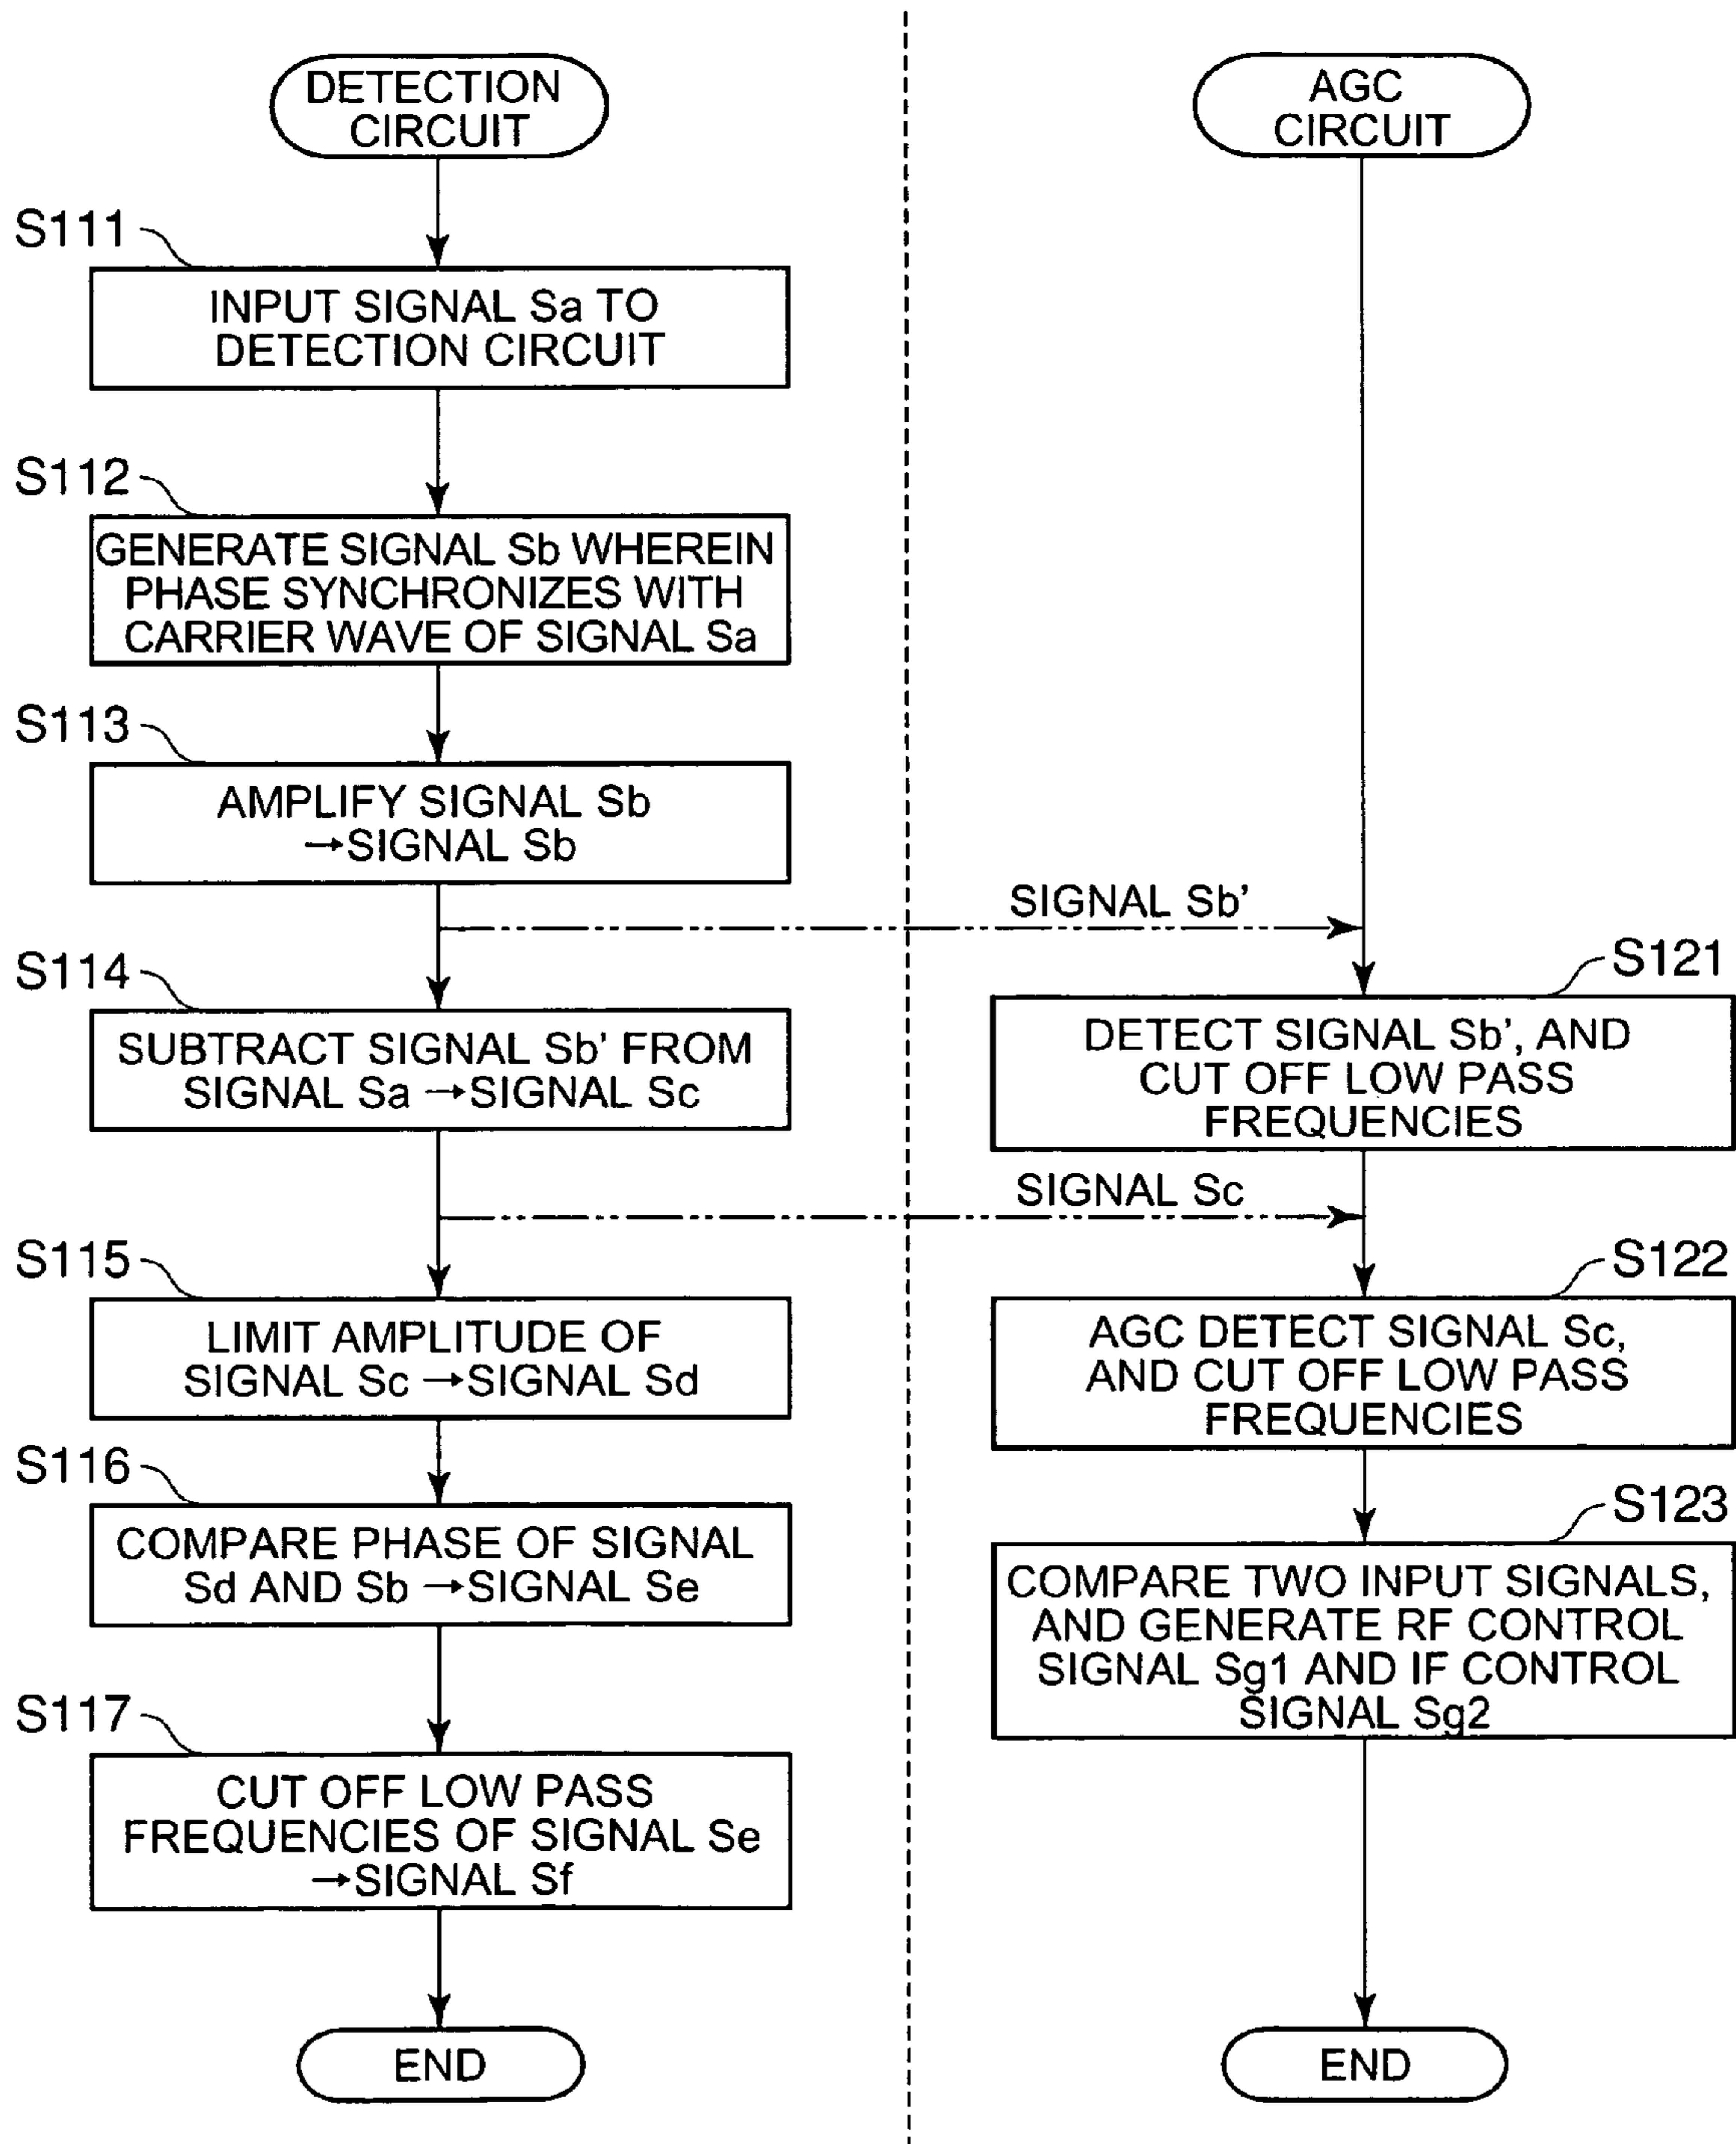 DETECTION
CIRCUIT
S111
INPUT SIGNAL Sa TO
DETECTION CIRCUIT
S112
GENERATE SIGNAL Sb WHEREIN
PHASE SYNCHRONIZES WITH
CARRIER WAVE OF SIGNAL Sa
S113
AMPLIFY SIGNAL Sb
→SIGNAL Sb
S114
SUBTRACT SIGNAL Sb’ FROM
SIGNAL Sa →SIGNAL Sc
S115
LIMIT AMPLITUDE OF
SIGNAL Sc →SIGNAL Sd
S116
COMPARE PHASE OF SIGNAL
Sd AND Sb →SIGNAL Se
S117
CUT OFF LOW PASS
FREQUENCIES OF SIGNAL Se
→SIGNAL Sf
END
AGC
CIRCUIT
SIGNAL Sb’
S121
DETECT SIGNAL Sb’, AND
CUT OFF LOW PASS
FREQUENCIES
SIGNAL Sc
S122
AGC DETECT SIGNAL Sc,
AND CUT OFF LOW PASS
FREQUENCIES
S123
COMPARE TWO INPUT SIGNALS,
AND GENERATE RF CONTROL
SIGNAL Sg1 AND IF CONTROL
SIGNAL Sg2
END